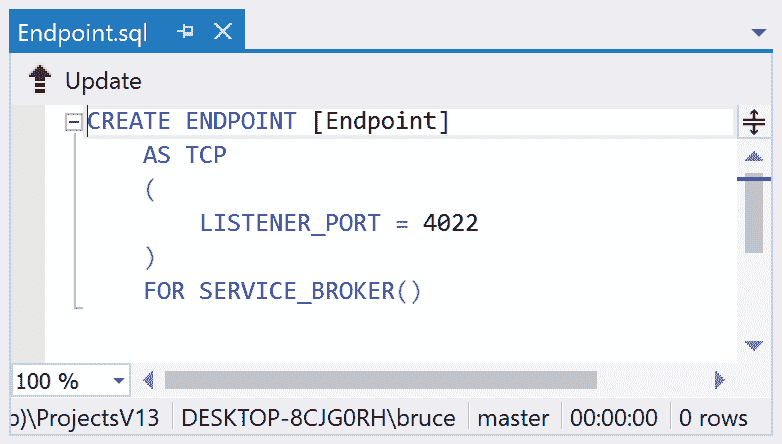 Endpoint.sql
Update
CREATE ENDPOINT [Endpoint]
AS TCP
(
LISTENER_PORT = 4022
)
FOR SERVICE_BROKER()
100 %
b)\ProjectsV13 DESKTOP-8CJG0RH\bruce master 00:00:00 0 rows